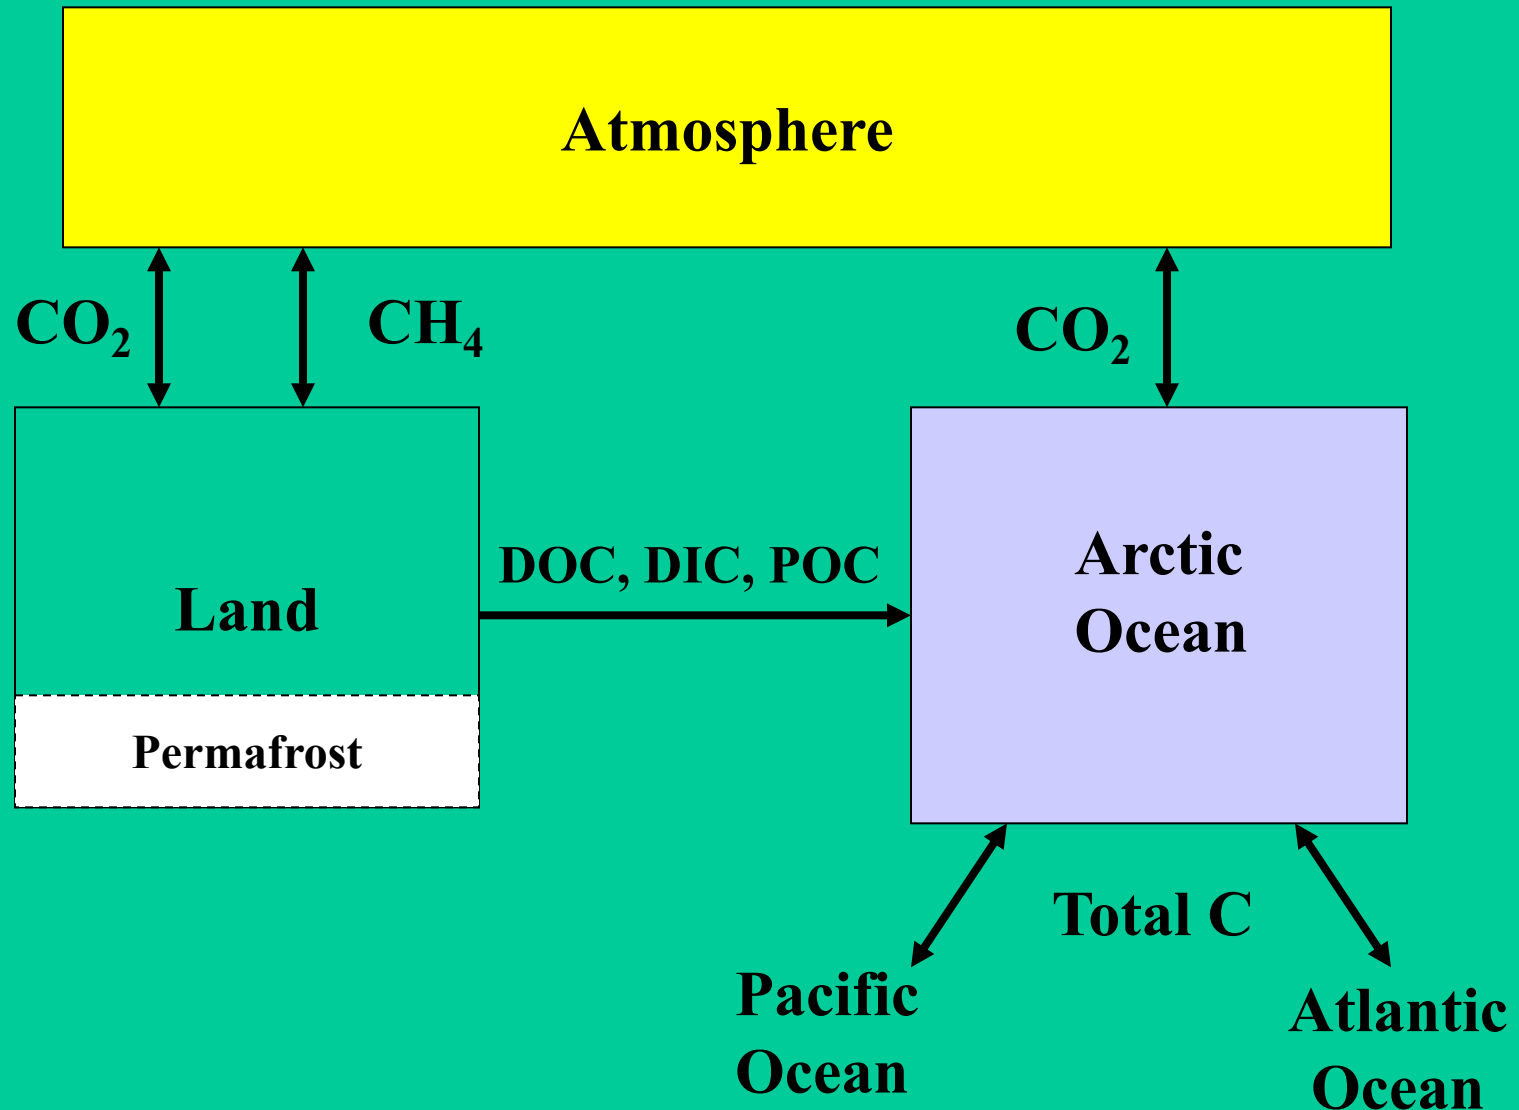 Atmosphere
CO₂
CH₄
CO₂
DOC, DIC, POC
Arctic
Ocean
Land
Permafrost
Total C
Pacific
Ocean
Atlantic
Ocean